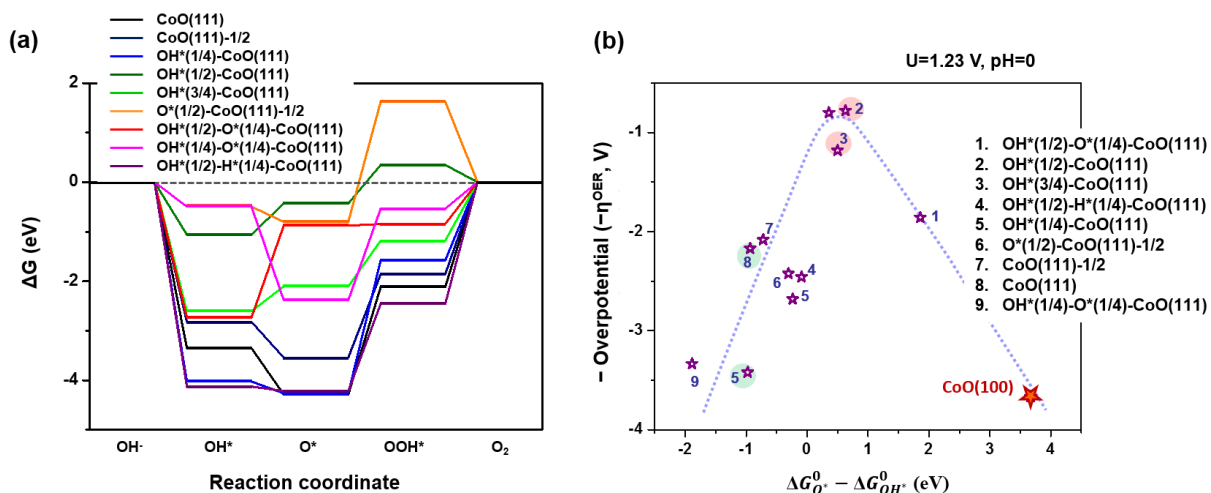 (a)
CoO(111)
CoO(111)-1/2
OH*(1/4)-CoO(111)
OH*(1/2)-CoO(111)
OH*(3/4)-CoO(111)
O*(1/2)-CoO(111)-1/2
OH*(1/2)-O*(1/4)-CoO(111)
OH*(1/4)-O*(1/4)-CoO(111)
OH*(1/2)-H*(1/4)-CoO(111)
2
0
-2
-4
ΔG (eV)
OH-
OH*
O*
OOH*
O₂
Reaction coordinate
(b)
U=1.23 V, pH=0
-1
-2
-3
-4
− Overpotential (−η^OER, V)
2
3
1
7
8
6
4
5
9
5
CoO(100)
1. OH*(1/2)-O*(1/4)-CoO(111)
2. OH*(1/2)-CoO(111)
3. OH*(3/4)-CoO(111)
4. OH*(1/2)-H*(1/4)-CoO(111)
5. OH*(1/4)-CoO(111)
6. O*(1/2)-CoO(111)-1/2
7. CoO(111)-1/2
8. CoO(111)
9. OH*(1/4)-O*(1/4)-CoO(111)
-2 -1 0 1 2 3 4
ΔG⁰_O* − ΔG⁰_OH* (eV)